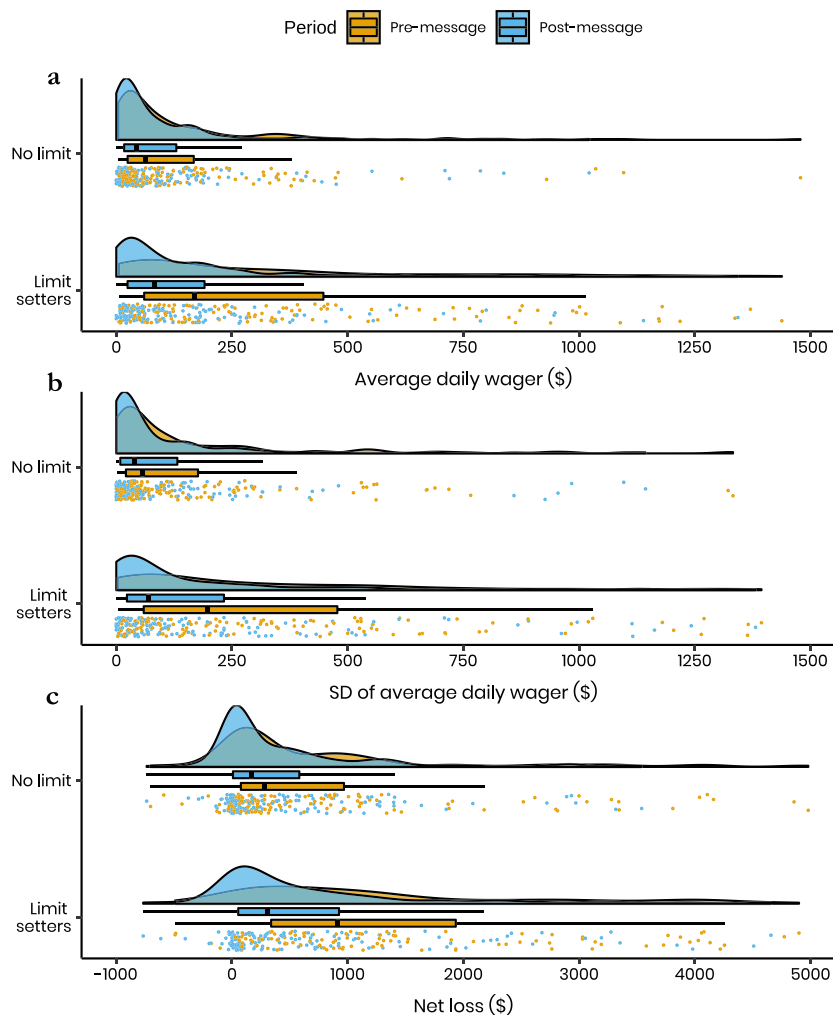 Period Pre-message Post-message
a
No limit
Limit
setters
0 250 500 750 1000 1250 1500
Average daily wager ($)
b
No limit
Limit
setters
0 250 500 750 1000 1250 1500
SD of average daily wager ($)
c
No limit
Limit
setters
-1000 0 1000 2000 3000 4000 5000
Net loss ($)